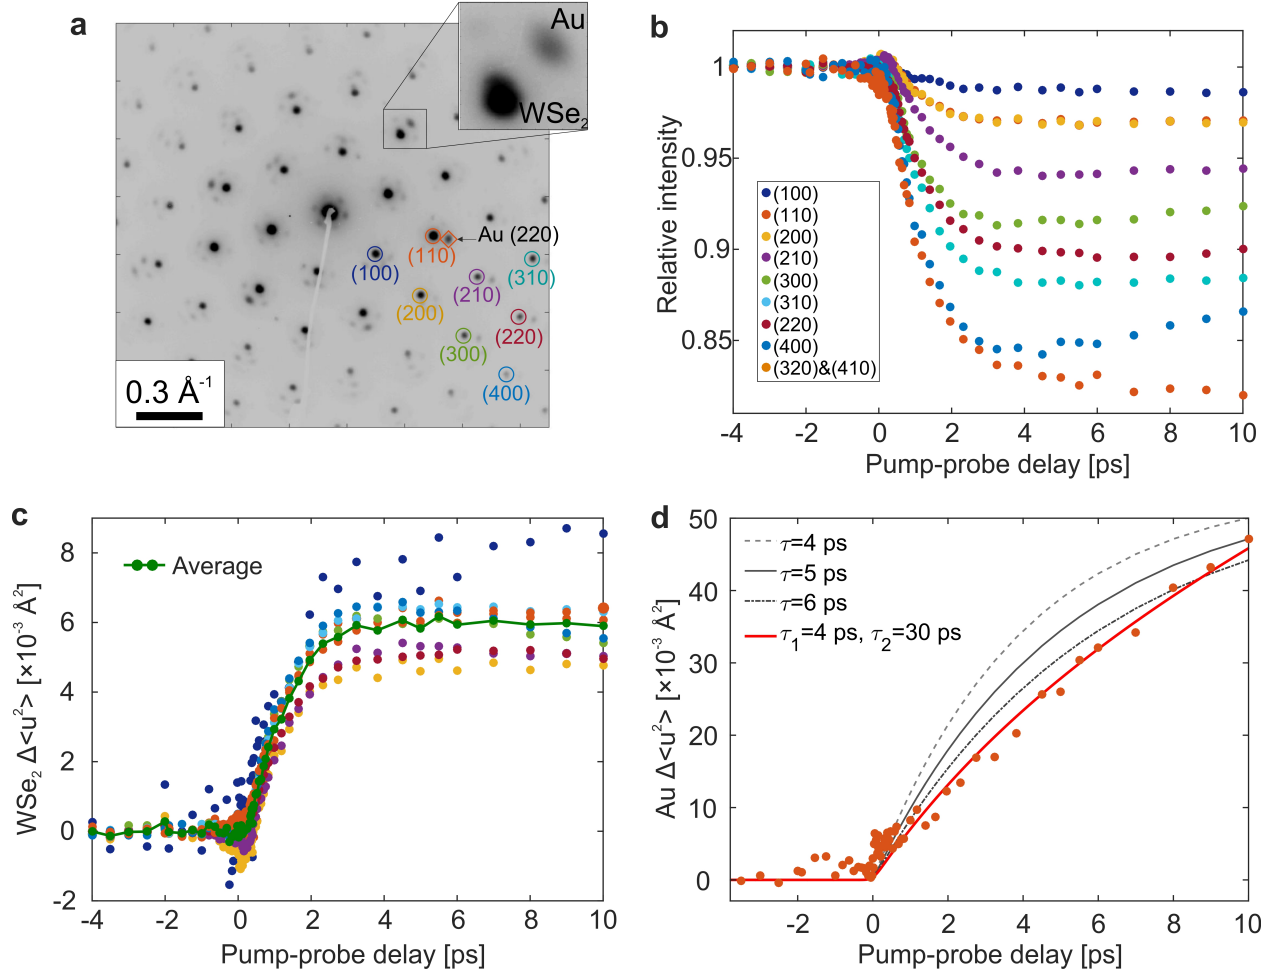 a
Au
WSe2
Au (220)
(110)
(100)
(310)
(210)
(200)
(220)
(300)
(400)
0.3 Å-1
b
Relative intensity
1
0.95
0.9
0.85
(100)
(110)
(200)
(210)
(300)
(310)
(220)
(400)
(320)&(410)
-4 -2 0 2 4 6 8 10
Pump-probe delay [ps]
c
WSe2 Δ<u2> [×10-3 Å2]
8
6
4
2
0
-2
Average
-4 -2 0 2 4 6 8 10
Pump-probe delay [ps]
d
Au Δ<u2> [×10-3 Å2]
50
40
30
20
10
0
τ=4 ps
τ=5 ps
τ=6 ps
τ1=4 ps, τ2=30 ps
-2 0 2 4 6 8 10
Pump-probe delay [ps]